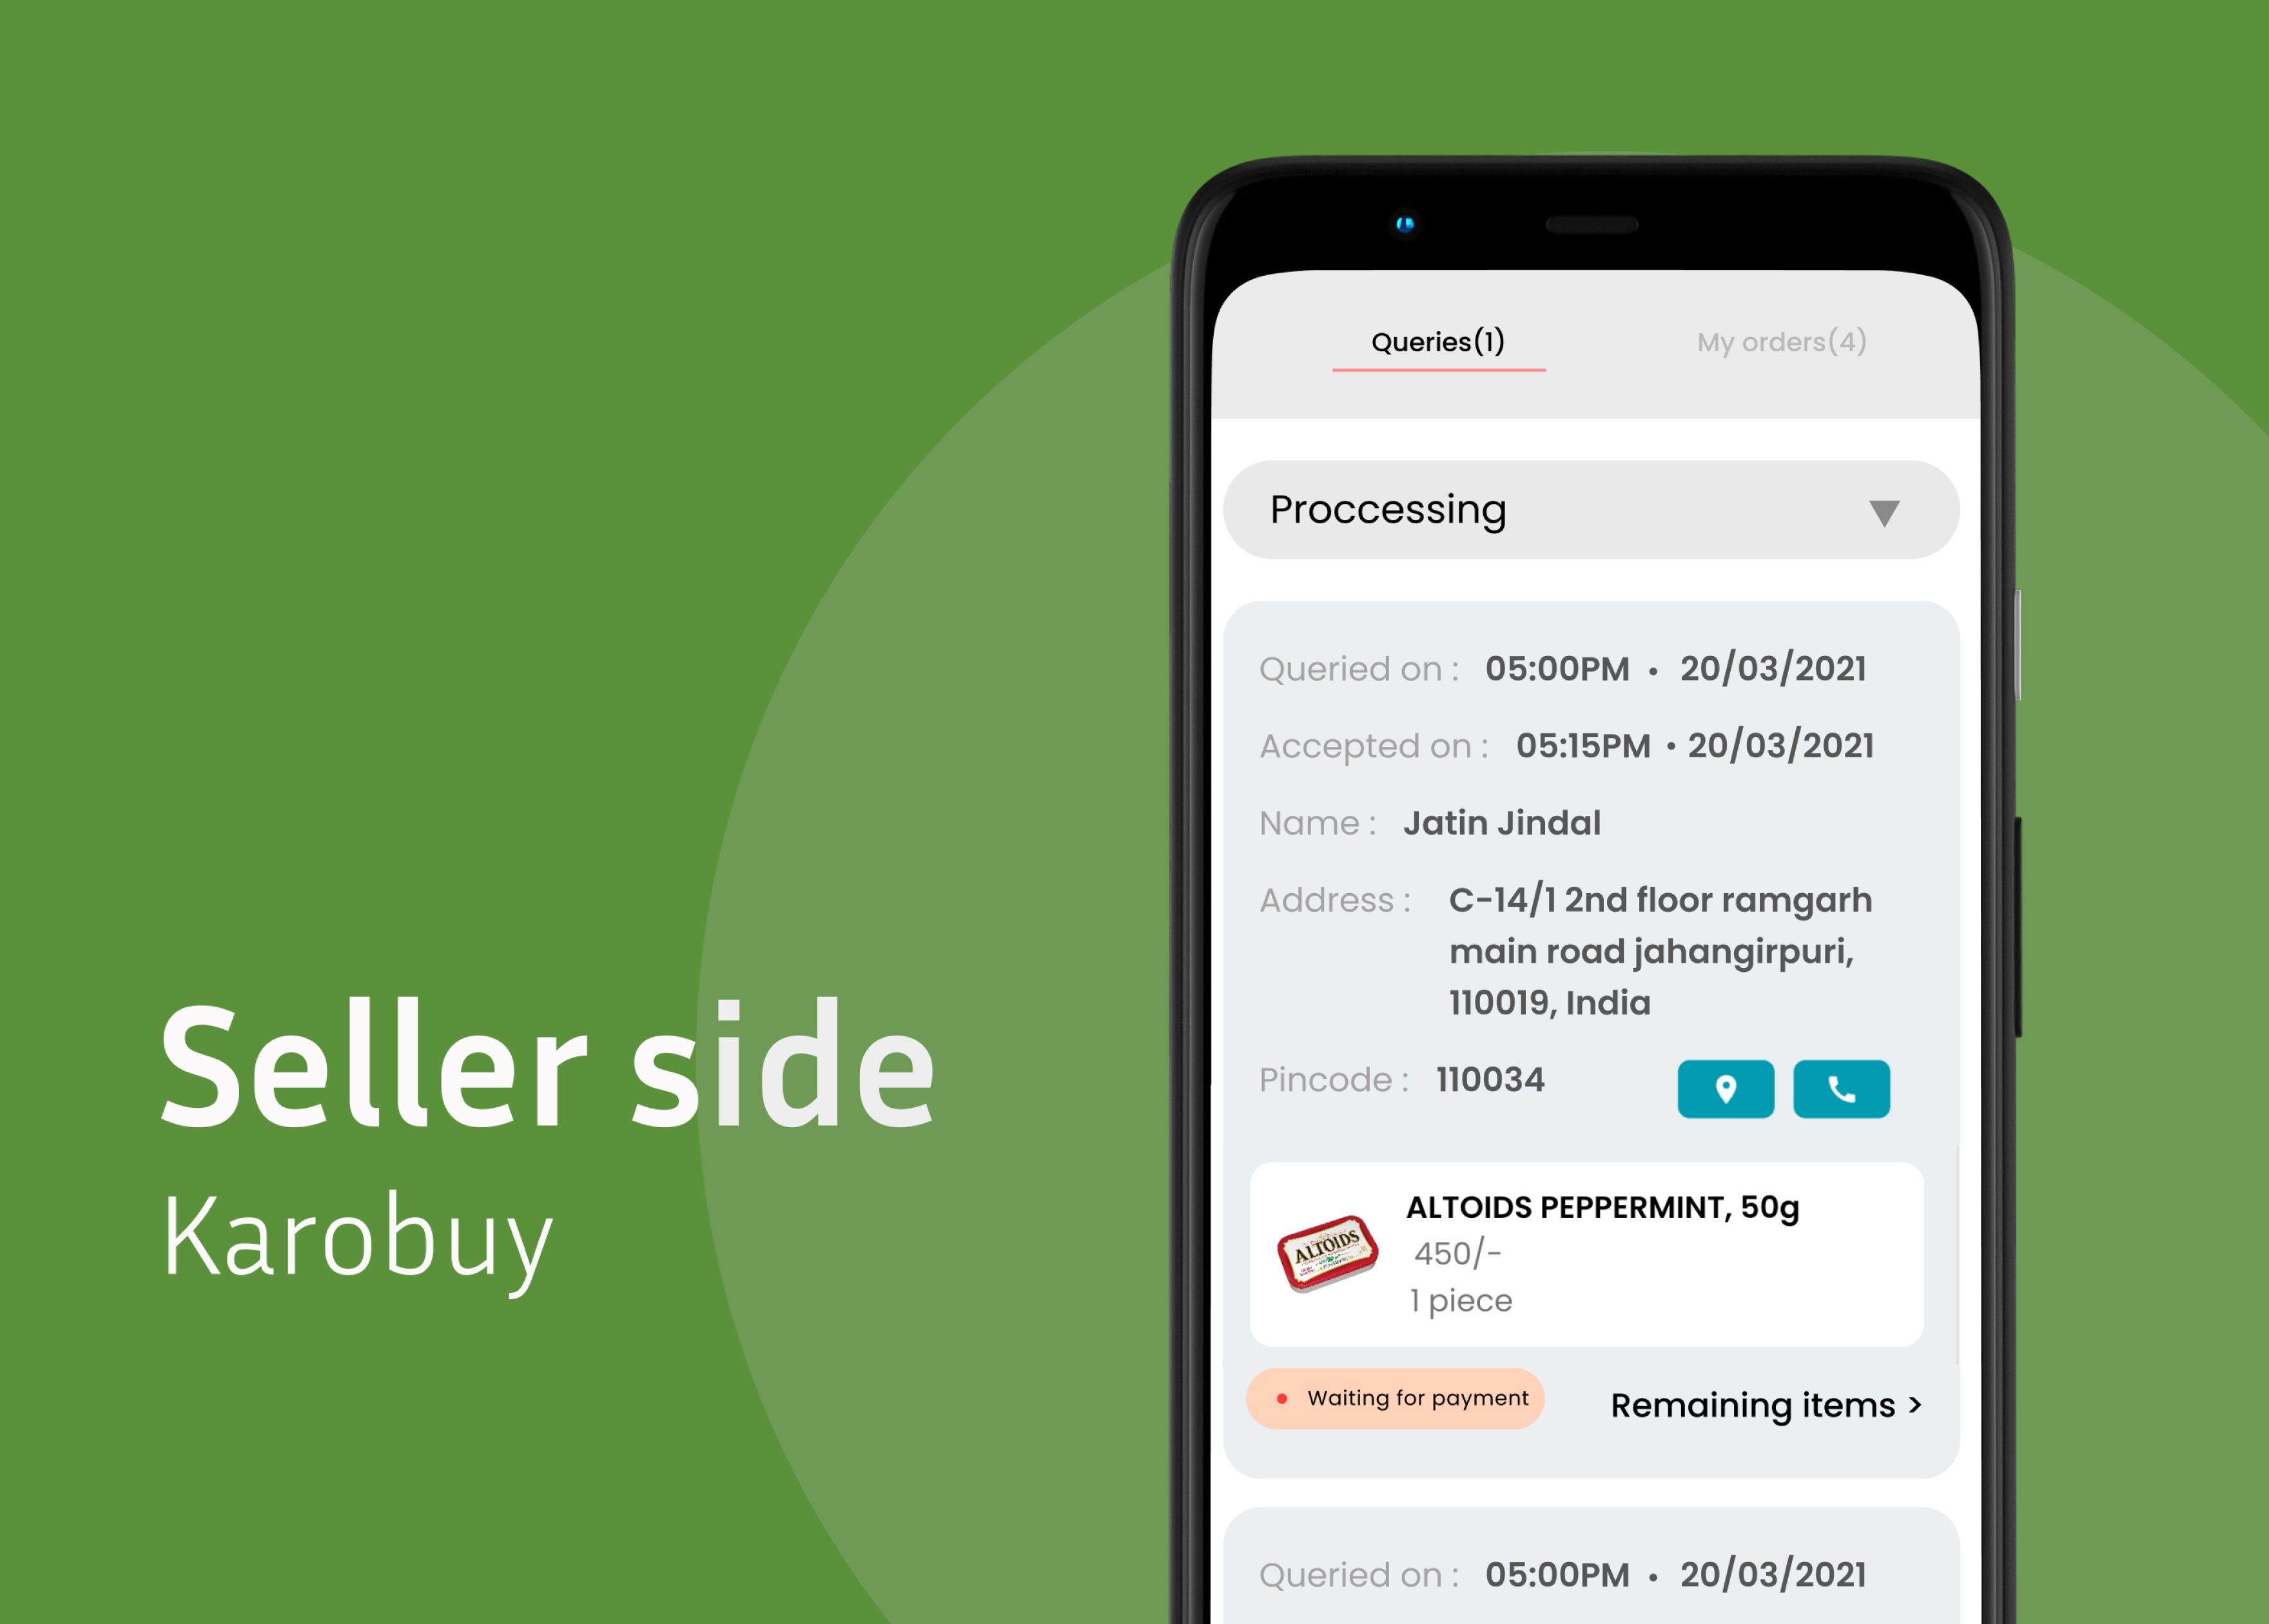 Seller side
Karobuy
Queries(1) My orders(4)
Proccessing
Queried on : 05:00PM • 20/03/2021
Accepted on : 05:15PM • 20/03/2021
Name : Jatin Jindal
Address : C-14/1 2nd floor ramgarh
main road jahangirpuri,
110019, India
Pincode : 110034
ALTOIDS PEPPERMINT, 50g
450/-
1 piece
ALTOIDS
Waiting for payment Remaining items >
Queried on : 05:00PM • 20/03/2021